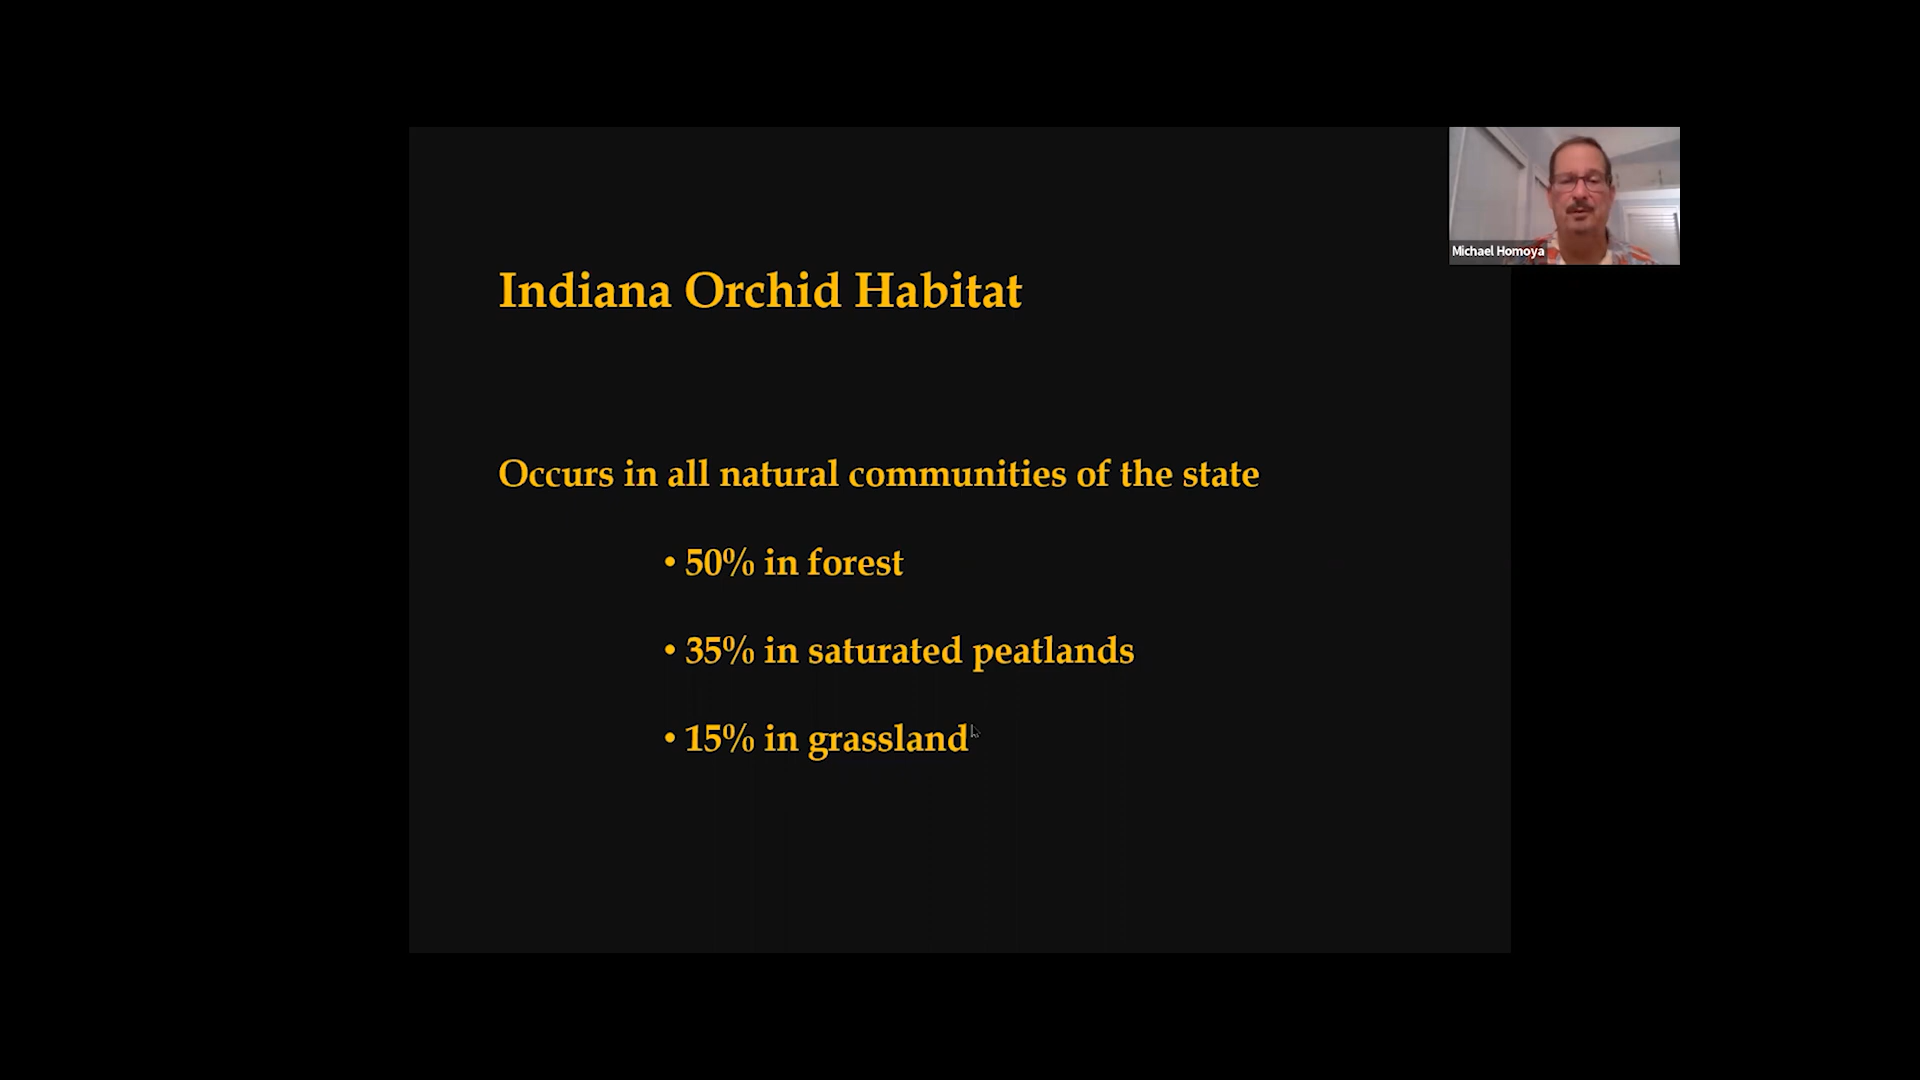 Michael Homoya
Indiana Orchid Habitat
Occurs in all natural communities of the state
• 50% in forest
• 35% in saturated peatlands
• 15% in grassland